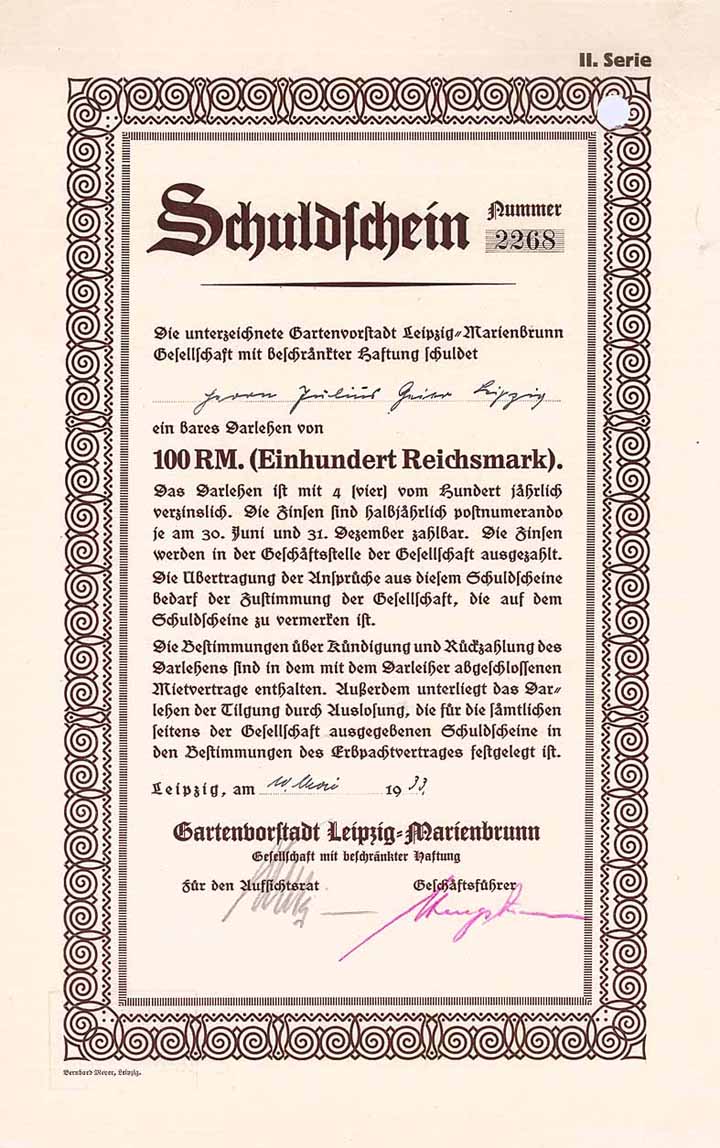 II. Serie
Schuldschein
Nummer
2268
Die unterzeichnete Gartenvorstadt Leipzig-Marienbrunn
Gesellschaft mit beschränkter Haftung schuldet
Herrn Julius Geier Leipzig
ein bares Darlehen von
100 RM. (Einhundert Reichsmark).
Das Darlehen ist mit 4 (vier) vom Hundert jährlich
verzinslich. Die Zinsen sind halbjährlich postnumerando
je am 30. Juni und 31. Dezember zahlbar. Die Zinsen
werden in der Geschäftsstelle der Gesellschaft ausgezahlt.
Die Übertragung der Ansprüche aus diesem Schuldscheine
bedarf der Zustimmung der Gesellschaft, die auf dem
Schuldscheine zu vermerken ist.
Die Bestimmungen über Kündigung und Rückzahlung des
Darlehens sind in dem mit dem Darleiher abgeschlossenen
Mietvertrage enthalten. Außerdem unterliegt das Dar-
lehen der Tilgung durch Auslosung, die für die sämtlichen
seitens der Gesellschaft ausgegebenen Schuldscheine in
den Bestimmungen des Erbpachtvertrages festgelegt ist.
Leipzig, am 10. 1933.
Gartenvorstadt Leipzig-Marienbrunn
Gesellschaft mit beschränkter Haftung
Für den Aufsichtsrat Geschäftsführer
Bernhard Meyer, Leipzig.